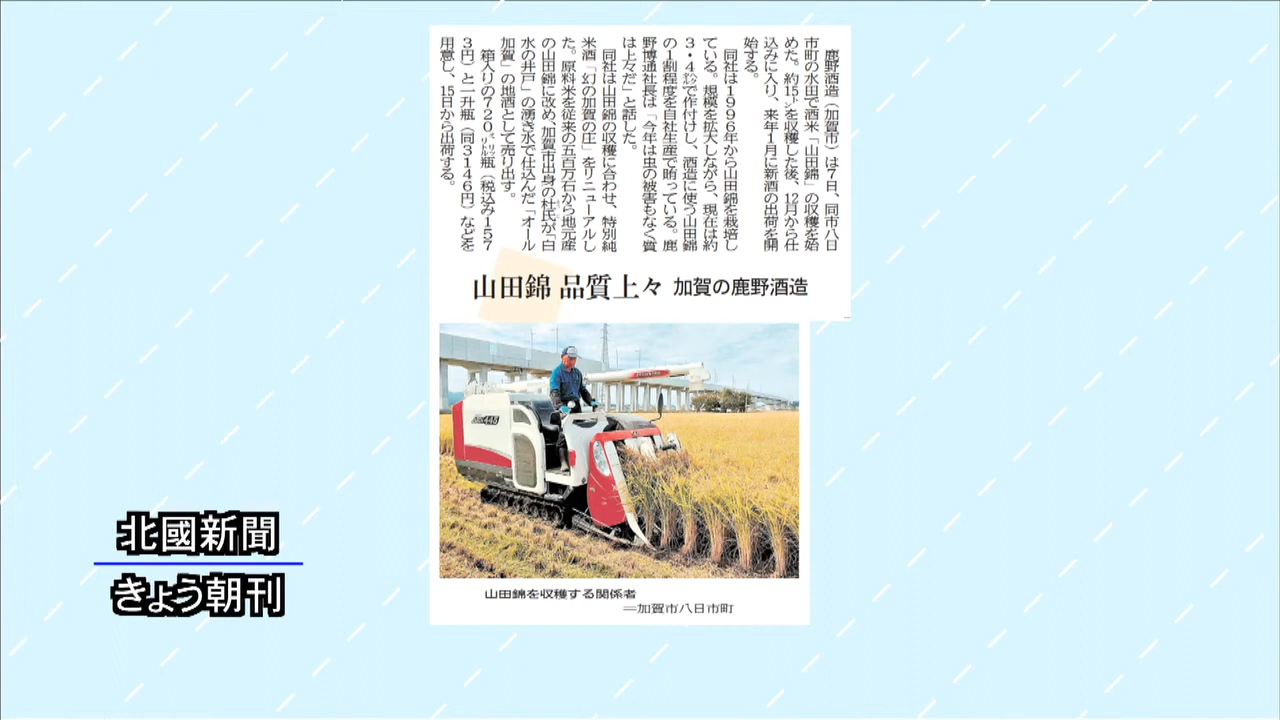 鹿野酒造（加賀市）は7日、同市八日
市町の水田で酒米「山田錦」の収穫を始
めた。約15㌧を収穫した後、12月から仕
込みに入り、来年1月に新酒の出荷を開
始する。
同社は1996年から山田錦を栽培し
ている。規模を拡大しながら、現在は約
3・4㌶で作付けし、酒造に使う山田錦
の1割程度を自社生産で賄っている。鹿
野博通社長は「今年は虫の被害もなく質
は上々だ」と話した。
同社は山田錦の収穫に合わせ、特別純
米酒「幻の加賀の庄」をリニューアルし
た。原料米を従来の五百万石から地元産
の山田錦に改め、加賀市出身の杜氏が「白
水の井戸」の湧き水で仕込んだ「オール
加賀」の地酒として売り出す。
箱入りの720㍉㍑瓶（税込み157
3円）と一升瓶（同3146円）などを
用意し、15日から出荷する。
山田錦 品質上々 加賀の鹿野酒造
448
山田錦を収穫する関係者
＝加賀市八日市町
北國新聞
きょう朝刊